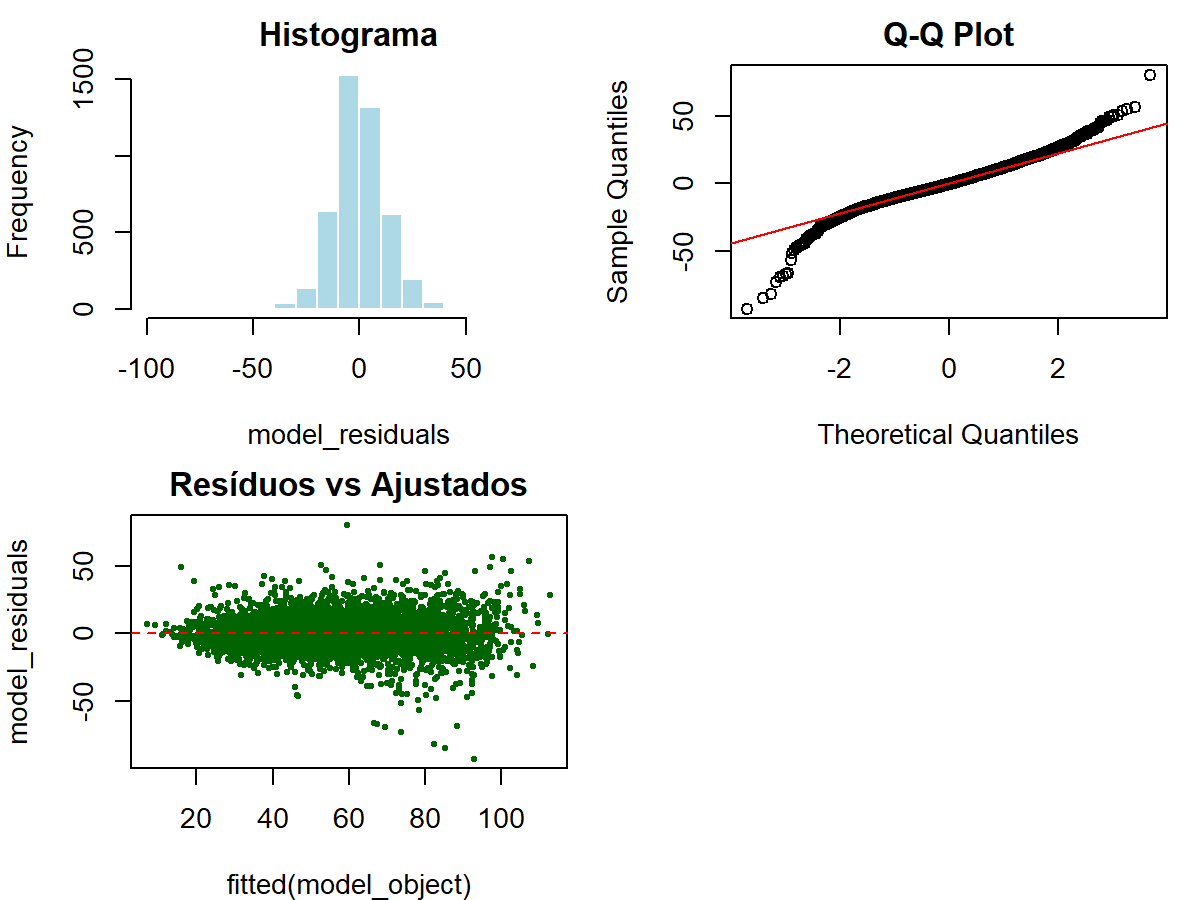 Histograma
Frequency
0
500
1500
-100
-50
0
50
model_residuals
Q-Q Plot
Sample Quantiles
-50
0
50
-2
0
2
Theoretical Quantiles
Resíduos vs Ajustados
model_residuals
-50
0
50
20
40
60
80
100
fitted(model_object)